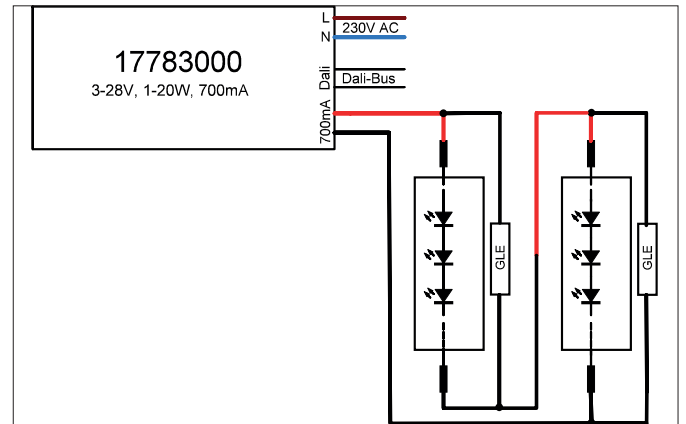 L
230V AC
N
17783000
3-28V, 1-20W, 700mA
Dali
Dali-Bus
700mA
GLE
GLE